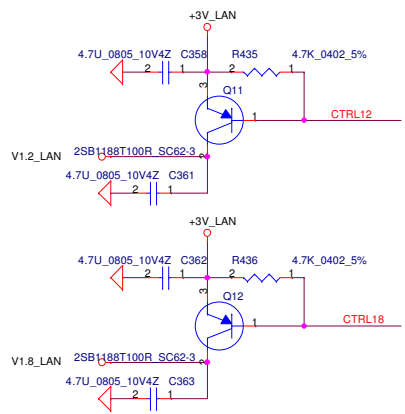 +3V_LAN
4.7U_0805_10V4Z C358 R435 4.7K_0402_5%
2 1 2 1
3
Q11
1 CTRL12
V1.2_LAN 2SB1188T100R_SC62-3
2
4.7U_0805_10V4Z C361
2 1
+3V_LAN
4.7U_0805_10V4Z C362 R436 4.7K_0402_5%
2 1 2 1
3
Q12
1 CTRL18
V1.8_LAN 2SB1188T100R_SC62-3
2
4.7U_0805_10V4Z C363
2 1